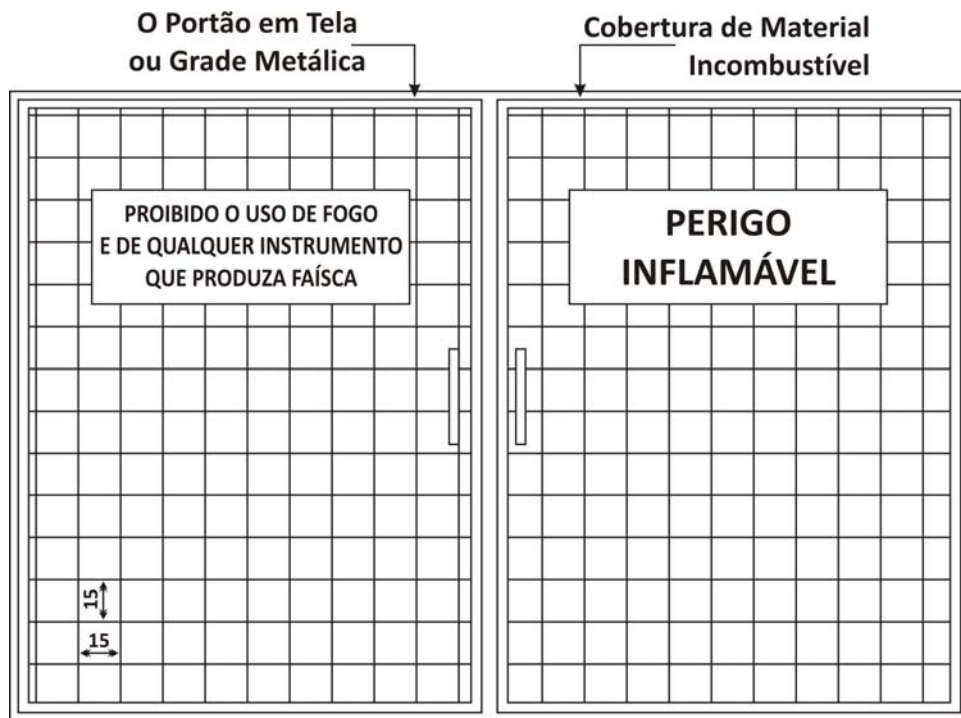 O Portão em Tela
ou Grade Metálica
Cobertura de Material
Incombustível
PROIBIDO O USO DE FOGO
E DE QUALQUER INSTRUMENTO
QUE PRODUZA FAÍSCA
PERIGO
INFLAMÁVEL
15
15